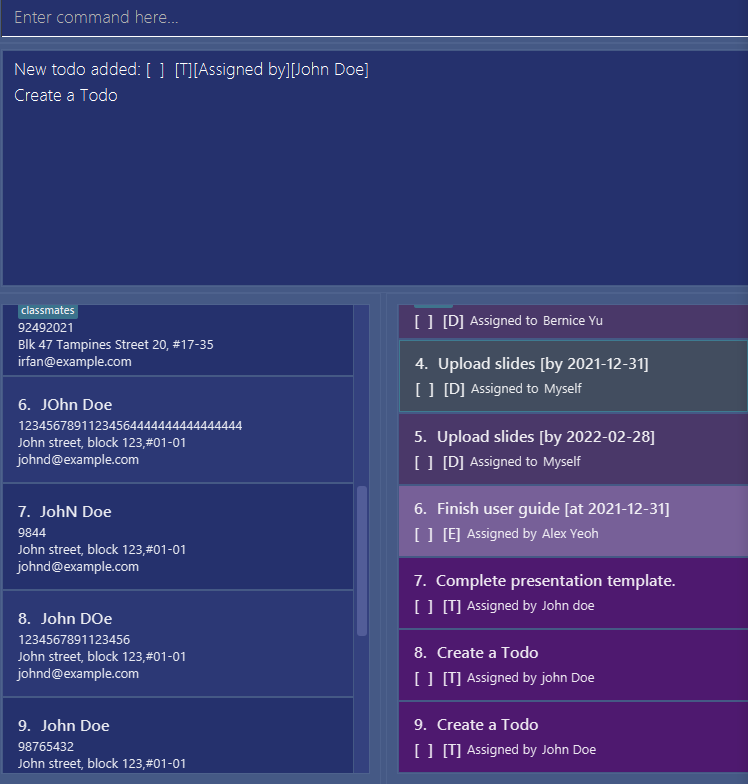 Enter command here...
New todo added: [ ] [T][Assigned by][John Doe]
Create a Todo
classmates
92492021
Blk 47 Tampines Street 20, #17-35
irfan@example.com
6. JOhn Doe
12345678911234564444444444444444
John street, block 123,#01-01
johnd@example.com
7. JohN Doe
9844
John street, block 123,#01-01
johnd@example.com
8. John DOe
1234567891123456
John street, block 123,#01-01
johnd@example.com
9. John Doe
98765432
John street, block 123,#01-01
[ ] [D] Assigned to Bernice Yu
4. Upload slides [by 2021-12-31]
[ ] [D] Assigned to Myself
5. Upload slides [by 2022-02-28]
[ ] [D] Assigned to Myself
6. Finish user guide [at 2021-12-31]
[ ] [E] Assigned by Alex Yeoh
7. Complete presentation template.
[ ] [T] Assigned by John doe
8. Create a Todo
[ ] [T] Assigned by john Doe
9. Create a Todo
[ ] [T] Assigned by John Doe